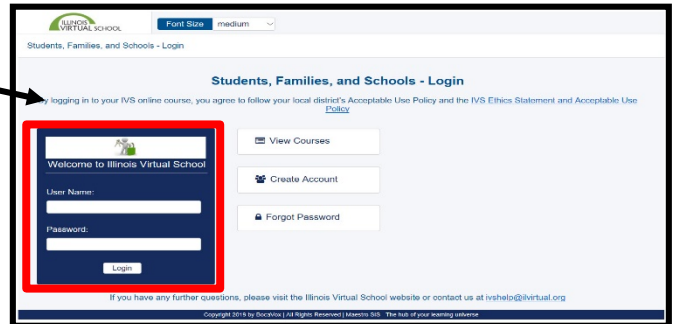 ILLINOIS
VIRTUAL SCHOOL
Font Size medium
Students, Families, and Schools - Login
Students, Families, and Schools - Login
logging in to your IVS online course, you agree to follow your local district's Acceptable Use Policy and the IVS Ethics Statement and Acceptable Use
Policy
Welcome to Illinois Virtual School
User Name:
Password:
Login
View Courses
Create Account
Forgot Password
If you have any further questions, please visit the Illinois Virtual School website or contact us at ivshelp@ilvirtual.org
Copyright 2019 by BocaVox | All Rights Reserved | Maestro SIS The hub of your learning universe